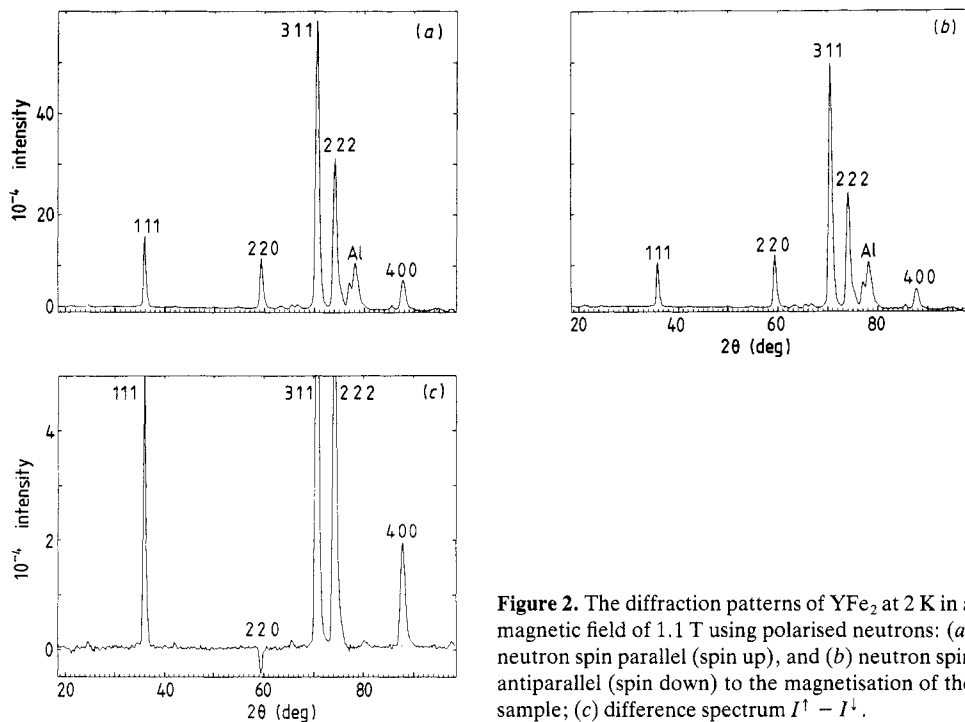 311
(a)
222
111
220
Al
400
40
20
0
10⁻⁴ intensity
311
(b)
222
111
220
Al
400
20
40
60
80
2θ (deg)
111
311
222
(c)
400
220
4
2
0
10⁻⁴ intensity
20
40
60
80
2θ (deg)
Figure 2. The diffraction patterns of YFe₂ at 2 K in a
magnetic field of 1.1 T using polarised neutrons: (a)
neutron spin parallel (spin up), and (b) neutron spin
antiparallel (spin down) to the magnetisation of the
sample; (c) difference spectrum I↑ − I↓.